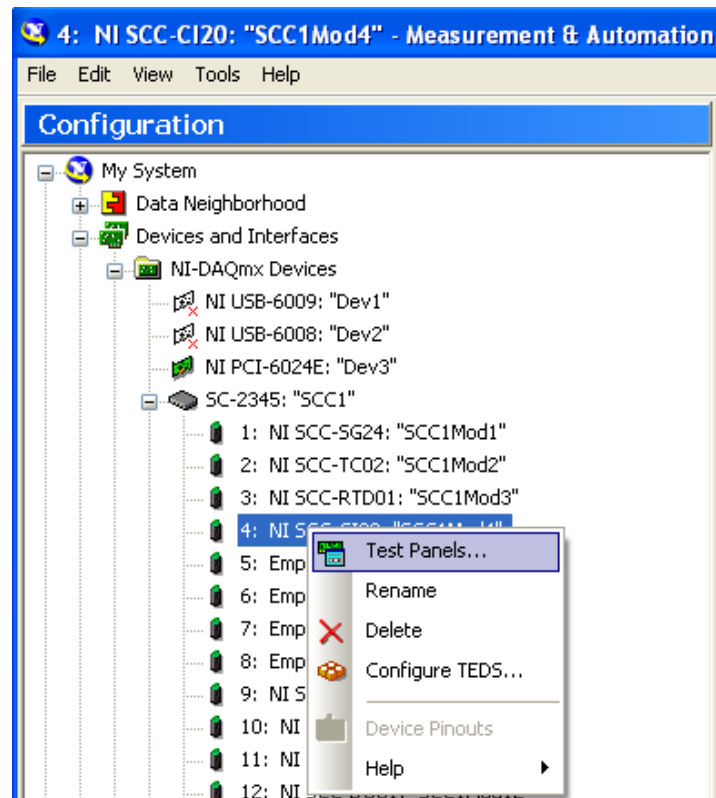 4: NI SCC-CI20: "SCC1Mod4" - Measurement & Automation
File Edit View Tools Help
Configuration
My System
Data Neighborhood
Devices and Interfaces
NI-DAQmx Devices
NI USB-6009: "Dev1"
NI USB-6008: "Dev2"
NI PCI-6024E: "Dev3"
SC-2345: "SCC1"
1: NI SCC-SG24: "SCC1Mod1"
2: NI SCC-TC02: "SCC1Mod2"
3: NI SCC-RTD01: "SCC1Mod3"
4: NI SCC-CI20: "SCC1Mod4"
Test Panels...
5: Emp
Rename
6: Emp
7: Emp
Delete
8: Emp
Configure TEDS...
9: NI S
10: NI
Device Pinouts
11: NI
Help
12: NI